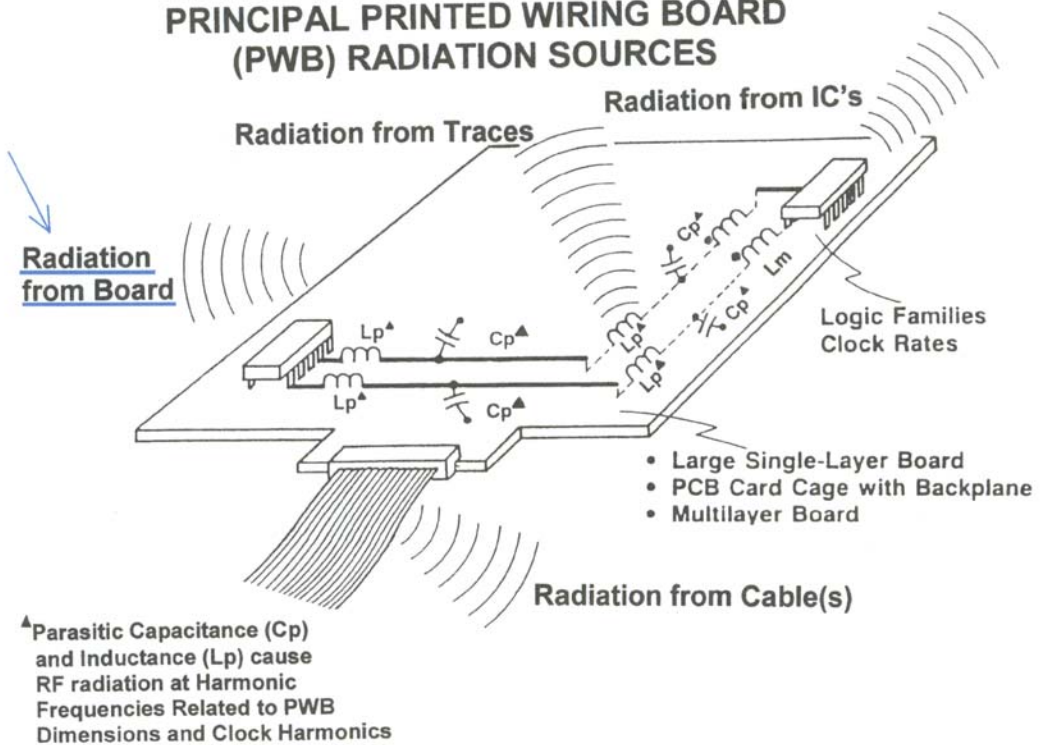 PRINCIPAL PRINTED WIRING BOARD
(PWB) RADIATION SOURCES
Radiation from IC's
Radiation from Traces
Radiation
from Board
Cp▲
Lm
Cp▲
Lp▲
Lp▲
Lp▲
Cp▲
Lp▲
Cp▲
Logic Families
Clock Rates
• Large Single-Layer Board
• PCB Card Cage with Backplane
• Multilayer Board
Radiation from Cable(s)
▲Parasitic Capacitance (Cp)
and Inductance (Lp) cause
RF radiation at Harmonic
Frequencies Related to PWB
Dimensions and Clock Harmonics